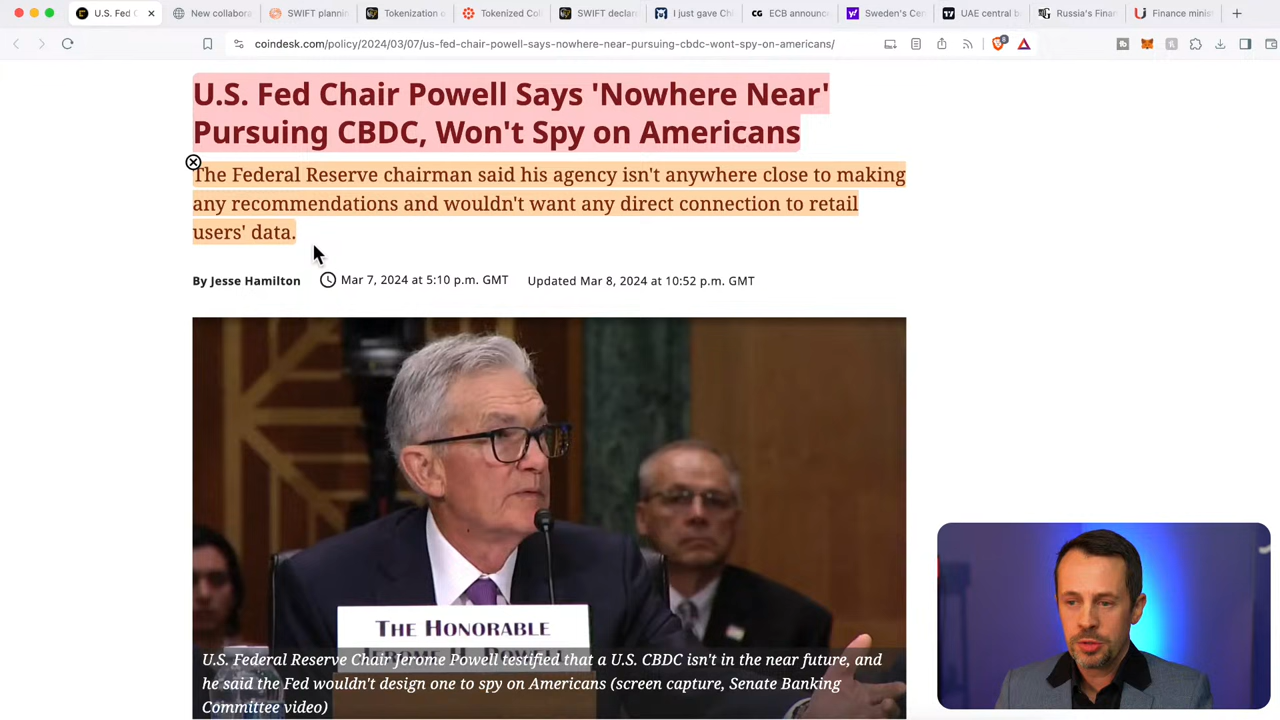 U.S. Fed C
New collabora
SWIFT plannin
Tokenization o
Tokenized Col
SWIFT declar
I just gave Ch
ECB announc
Sweden's Cen
UAE central b
Russia's Finan
Finance minis
coindesk.com/policy/2024/03/07/us-fed-chair-powell-says-nowhere-near-pursuing-cbdc-wont-spy-on-americans/
U.S. Fed Chair Powell Says 'Nowhere Near'
Pursuing CBDC, Won't Spy on Americans
The Federal Reserve chairman said his agency isn't anywhere close to making
any recommendations and wouldn't want any direct connection to retail
users' data.
By Jesse Hamilton Mar 7, 2024 at 5:10 p.m. GMT Updated Mar 8, 2024 at 10:52 p.m. GMT
THE HONORABLE
U.S. Federal Reserve Chair Jerome Powell testified that a U.S. CBDC isn't in the near future, and
he said the Fed wouldn't design one to spy on Americans (screen capture, Senate Banking
Committee video)